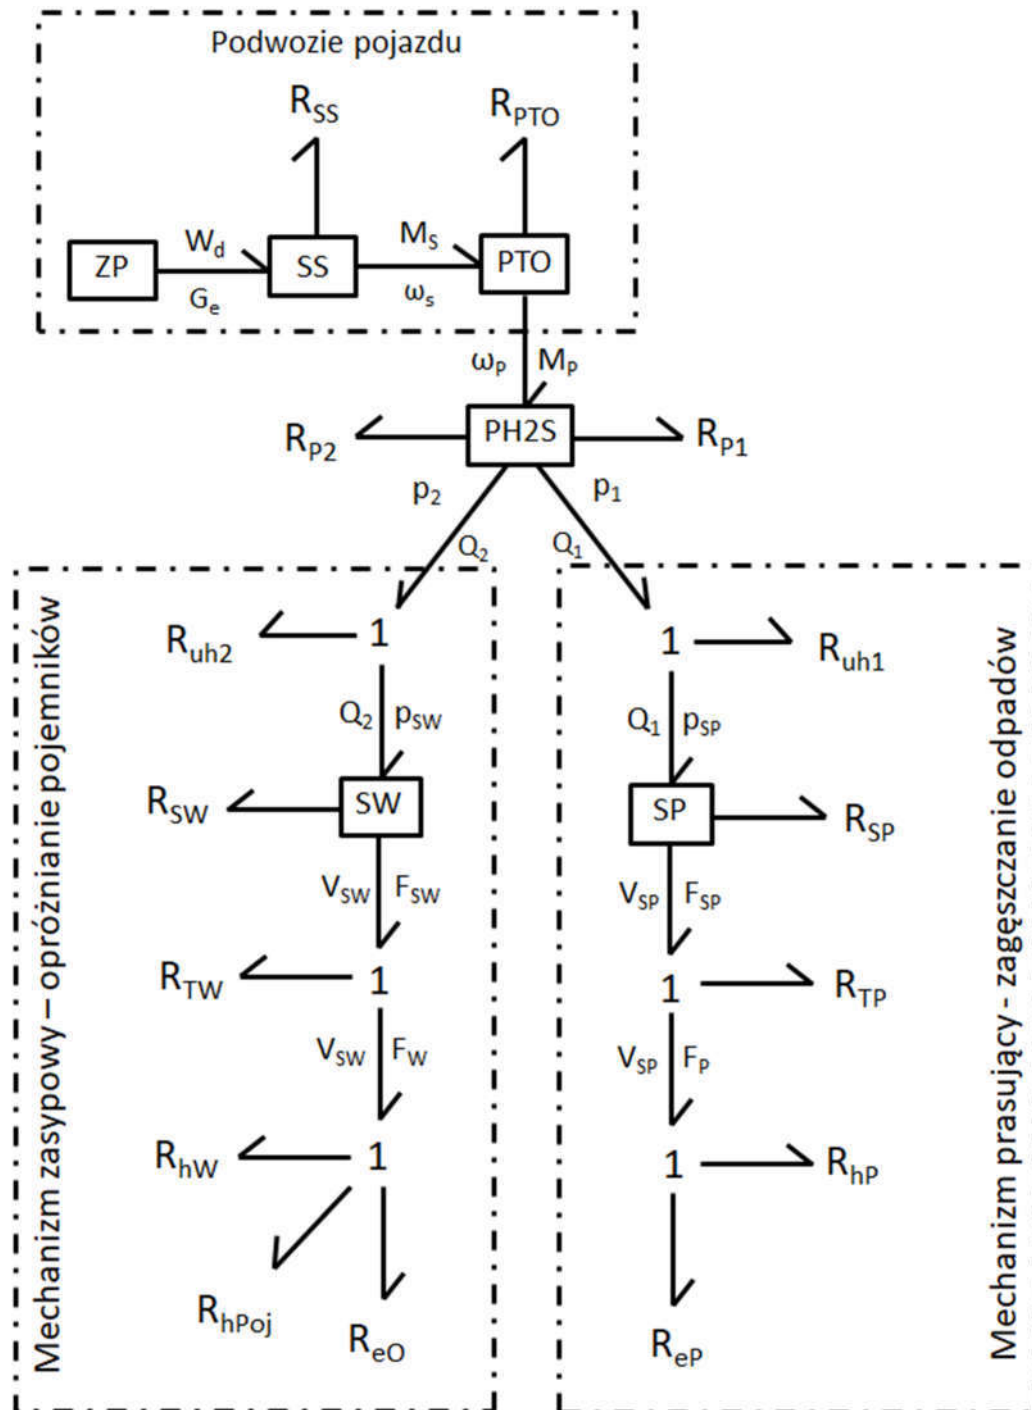 Podwozie pojazdu
R_SS
R_PTO
ZP
W_d
G_e
SS
M_S
ω_s
PTO
ω_P M_P
R_P2
PH2S
R_P1
p_2
p_1
Q_2
Q_1
Mechanizm zasypowy – opróżnianie pojemników
R_uh2
1
Q_2 p_SW
R_SW
SW
V_SW F_SW
R_TW
1
V_SW F_W
R_hW
1
R_hPoj
R_eO
1
R_uh1
Q_1 p_SP
SP
R_SP
V_SP F_SP
1
R_TP
V_SP F_P
1
R_hP
R_eP
Mechanizm prasujący - zagęszczanie odpadów